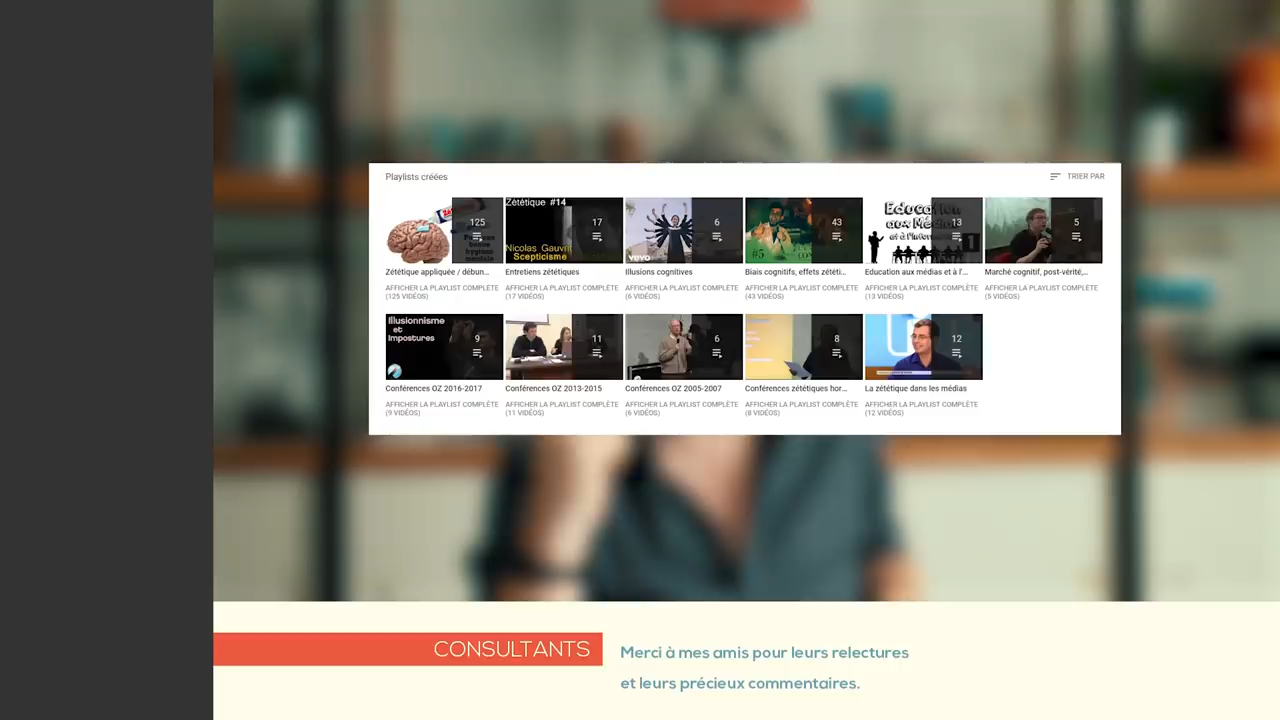 Playlists créées
TRIER PAR
125
Zététique #14
17
Nicolas Gauvrit
Scepticisme
6
vevo
43
#5
Education
aux Médias
et à l'Informa
13
1
5
Zététique appliquée / débun...
Entretiens zététiques
Illusions cognitives
Biais cognitifs, effets zététi...
Education aux médias et à l'...
Marché cognitif, post-vérité,...
AFFICHER LA PLAYLIST COMPLÈTE
(125 VIDÉOS)
AFFICHER LA PLAYLIST COMPLÈTE
(17 VIDÉOS)
AFFICHER LA PLAYLIST COMPLÈTE
(6 VIDÉOS)
AFFICHER LA PLAYLIST COMPLÈTE
(43 VIDÉOS)
AFFICHER LA PLAYLIST COMPLÈTE
(13 VIDÉOS)
AFFICHER LA PLAYLIST COMPLÈTE
(5 VIDÉOS)
Illusionnisme
et
Impostures
9
11
6
8
12
Conférences OZ 2016-2017
Conférences OZ 2013-2015
Conférences OZ 2005-2007
Conférences zététiques hor...
La zététique dans les médias
AFFICHER LA PLAYLIST COMPLÈTE
(9 VIDÉOS)
AFFICHER LA PLAYLIST COMPLÈTE
(11 VIDÉOS)
AFFICHER LA PLAYLIST COMPLÈTE
(6 VIDÉOS)
AFFICHER LA PLAYLIST COMPLÈTE
(8 VIDÉOS)
AFFICHER LA PLAYLIST COMPLÈTE
(12 VIDÉOS)
CONSULTANTS
Merci à mes amis pour leurs relectures
et leurs précieux commentaires.